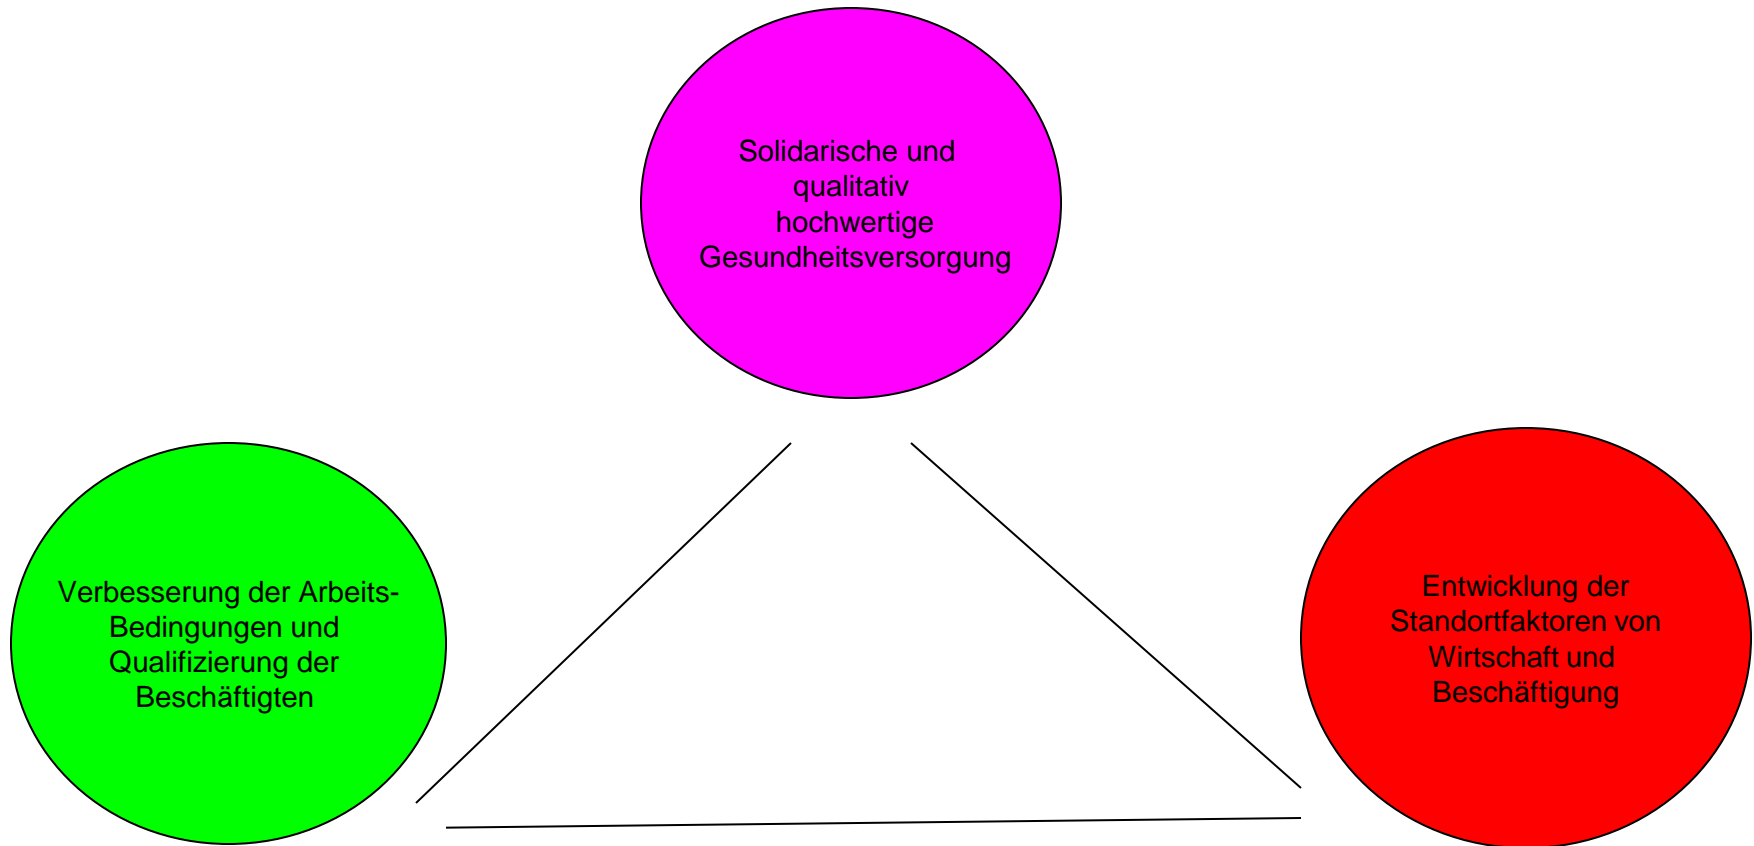 Solidarische und
qualitativ
hochwertige
Gesundheitsversorgung
Verbesserung der Arbeits-
Bedingungen und
Qualifizierung der
Beschäftigten
Entwicklung der
Standortfaktoren von
Wirtschaft und
Beschäftigung